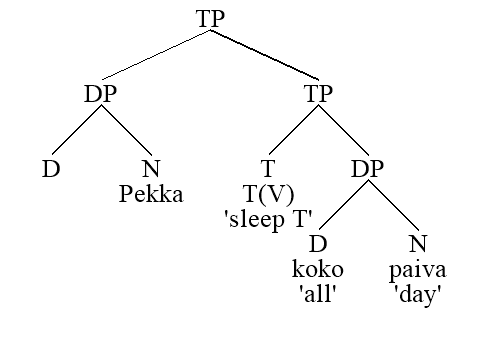 TP
DP TP
D N T DP
Pekka T(V)
'sleep T'
D N
koko paiva
'all' 'day'